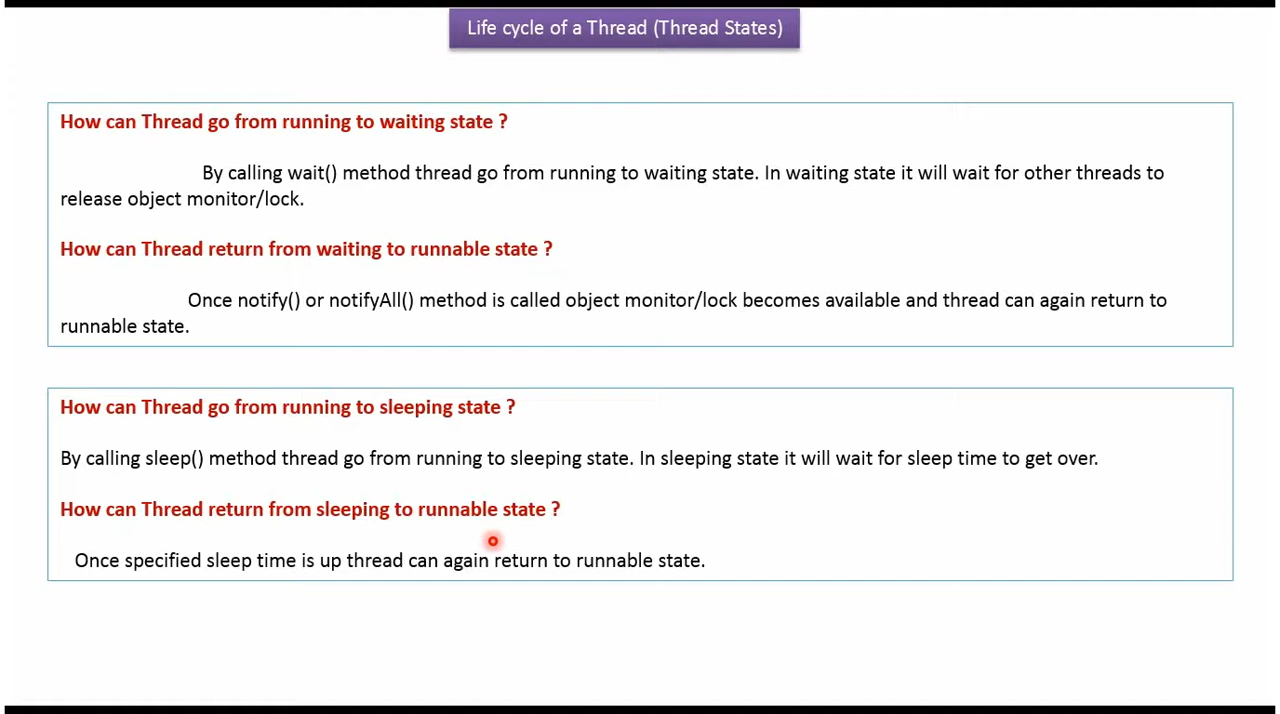 Life cycle of a Thread (Thread States)
How can Thread go from running to waiting state ?
By calling wait() method thread go from running to waiting state. In waiting state it will wait for other threads to
release object monitor/lock.
How can Thread return from waiting to runnable state ?
Once notify() or notifyAll() method is called object monitor/lock becomes available and thread can again return to
runnable state.
How can Thread go from running to sleeping state ?
By calling sleep() method thread go from running to sleeping state. In sleeping state it will wait for sleep time to get over.
How can Thread return from sleeping to runnable state ?
Once specified sleep time is up thread can again return to runnable state.